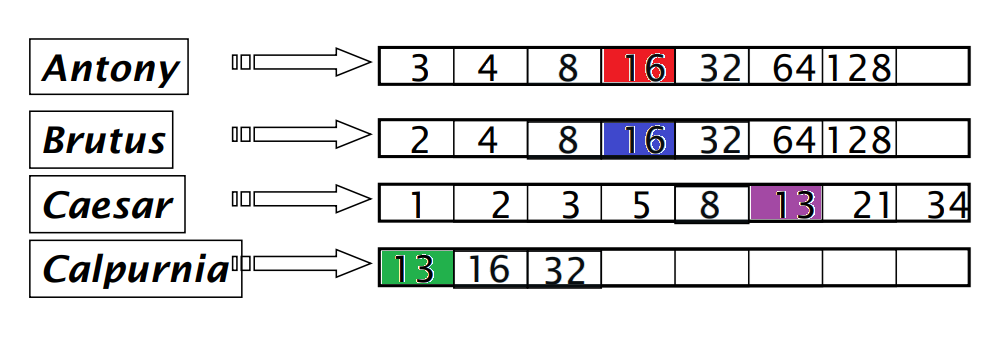 Antony 3 4 8 16 32 64 128
Brutus 2 4 8 16 32 64 128
Caesar 1 2 3 5 8 13 21 34
Calpurnia 13 16 32